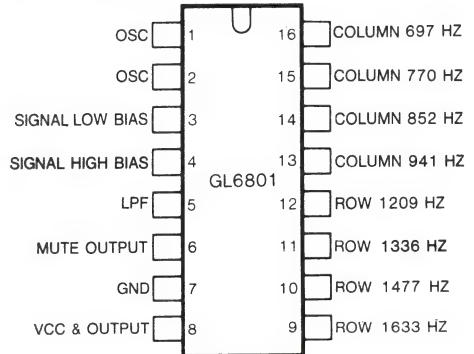 OSC 1 16 COLUMN 697 HZ
OSC 2 15 COLUMN 770 HZ
SIGNAL LOW BIAS 3 14 COLUMN 852 HZ
SIGNAL HIGH BIAS 4 13 COLUMN 941 HZ
GL6801
LPF 5 12 ROW 1209 HZ
MUTE OUTPUT 6 11 ROW 1336 HZ
GND 7 10 ROW 1477 HZ
VCC & OUTPUT 8 9 ROW 1633 HZ